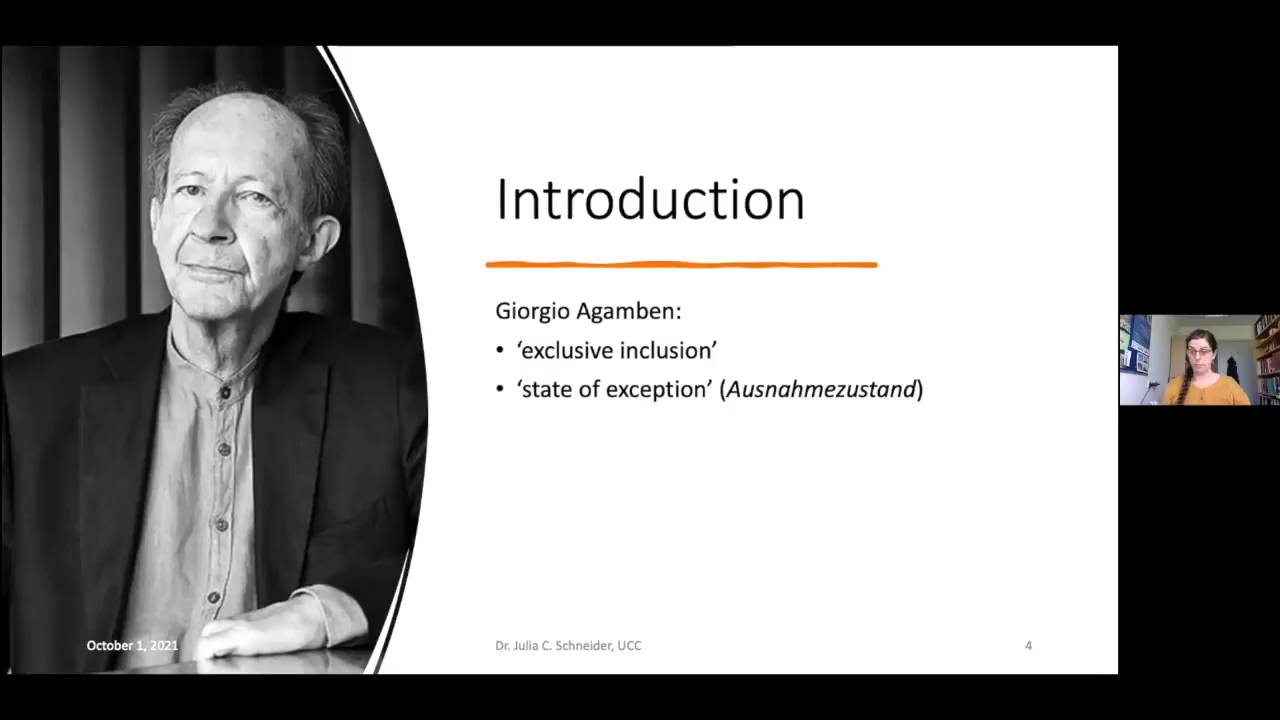 Introduction
Giorgio Agamben:
• ‘exclusive inclusion’
• ‘state of exception’ (Ausnahmezustand)
October 1, 2021
Dr. Julia C. Schneider, UCC
4